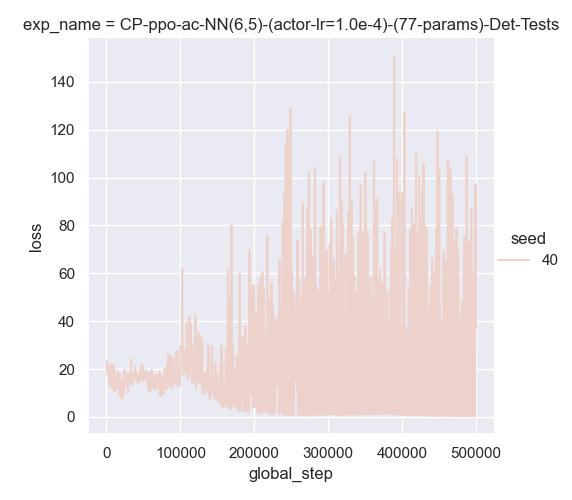 exp_name = CP-ppo-ac-NN(6,5)-(actor-lr=1.0e-4)-(77-params)-Det-Tests
140
120
100
80
60
40
20
0
loss
0 100000 200000 300000 400000 500000
global_step
seed
40